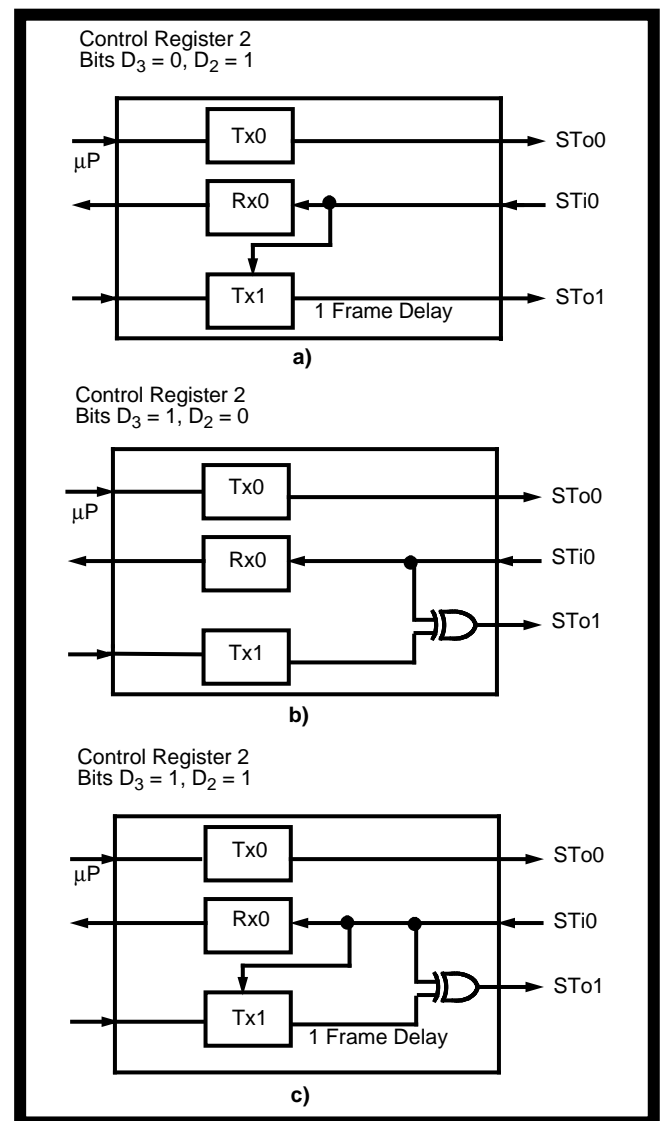 Control Register 2
Bits D3 = 0, D2 = 1
Tx0
STo0
μP
Rx0
STi0
Tx1
1 Frame Delay
STo1
a)
Control Register 2
Bits D3 = 1, D2 = 0
Tx0
STo0
μP
Rx0
STi0
STo1
Tx1
b)
Control Register 2
Bits D3 = 1, D2 = 1
Tx0
STo0
μP
Rx0
STi0
STo1
Tx1
1 Frame Delay
c)